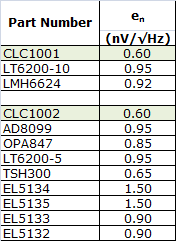 Part Number en
(nV/√Hz)
CLC1001 0.60
LT6200-10 0.95
LMH6624 0.92
CLC1002 0.60
AD8099 0.95
OPA847 0.85
LT6200-5 0.95
TSH300 0.65
EL5134 1.50
EL5135 1.50
EL5133 0.90
EL5132 0.90